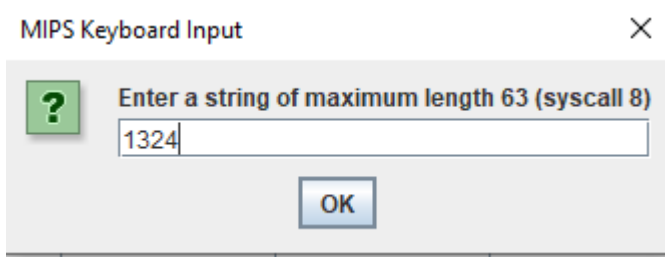 MIPS Keyboard Input
Enter a string of maximum length 63 (syscall 8)
1324
OK